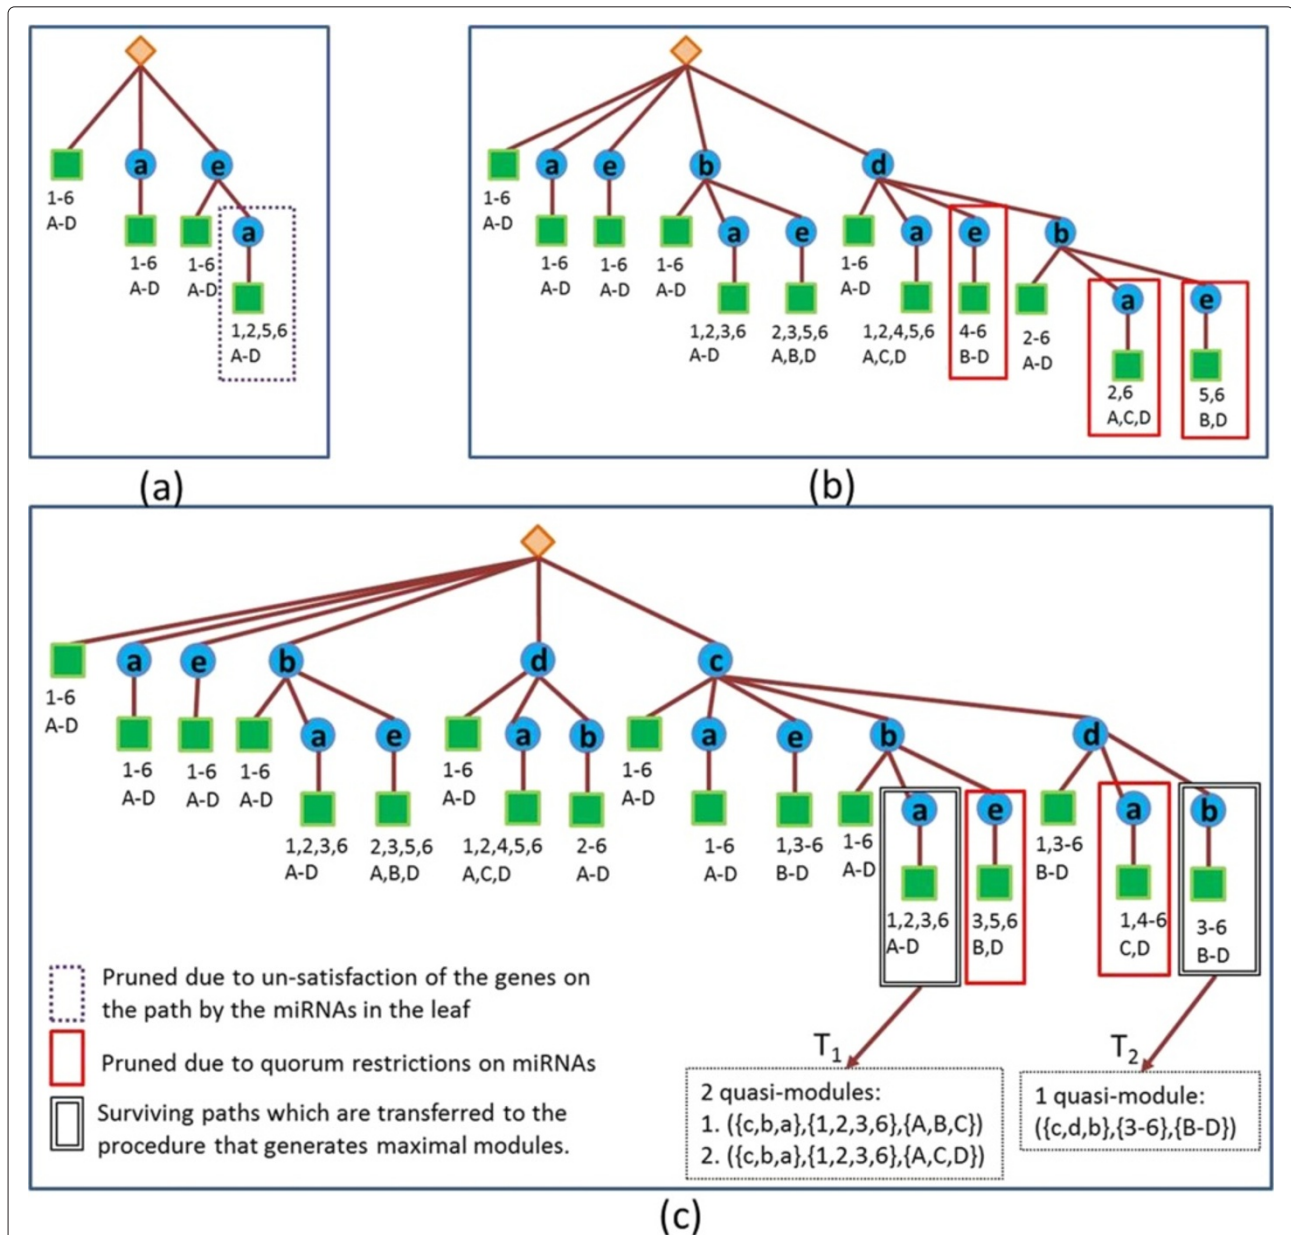 a
e
1-6
A-D
a
1-6
A-D
1-6
A-D
1,2,5,6
A-D
(a)
a
e
b
d
1-6
A-D
a
e
a
e
b
1-6
A-D
1-6
A-D
1-6
A-D
1-6
A-D
a
e
1,2,3,6
A-D
2,3,5,6
A,B,D
1,2,4,5,6
A,C,D
4-6
B-D
2-6
A-D
2,6
A,C,D
5,6
B,D
(b)
a
e
b
d
c
1-6
A-D
a
e
a
b
a
e
b
d
1-6
A-D
1-6
A-D
1-6
A-D
1-6
A-D
1-6
A-D
a
e
a
b
1,2,3,6
A-D
2,3,5,6
A,B,D
1,2,4,5,6
A,C,D
2-6
A-D
1-6
A-D
1,3-6
B-D
1-6
A-D
1,3-6
B-D
1,2,3,6
A-D
3,5,6
B,D
1,4-6
C,D
3-6
B-D
Pruned due to un-satisfaction of the genes on
the path by the miRNAs in the leaf
Pruned due to quorum restrictions on miRNAs
Surviving paths which are transferred to the
procedure that generates maximal modules.
T1
2 quasi-modules:
1. ({c,b,a},{1,2,3,6},{A,B,C})
2. ({c,b,a},{1,2,3,6},{A,C,D})
T2
1 quasi-module:
({c,d,b},{3-6},{B-D})
(c)